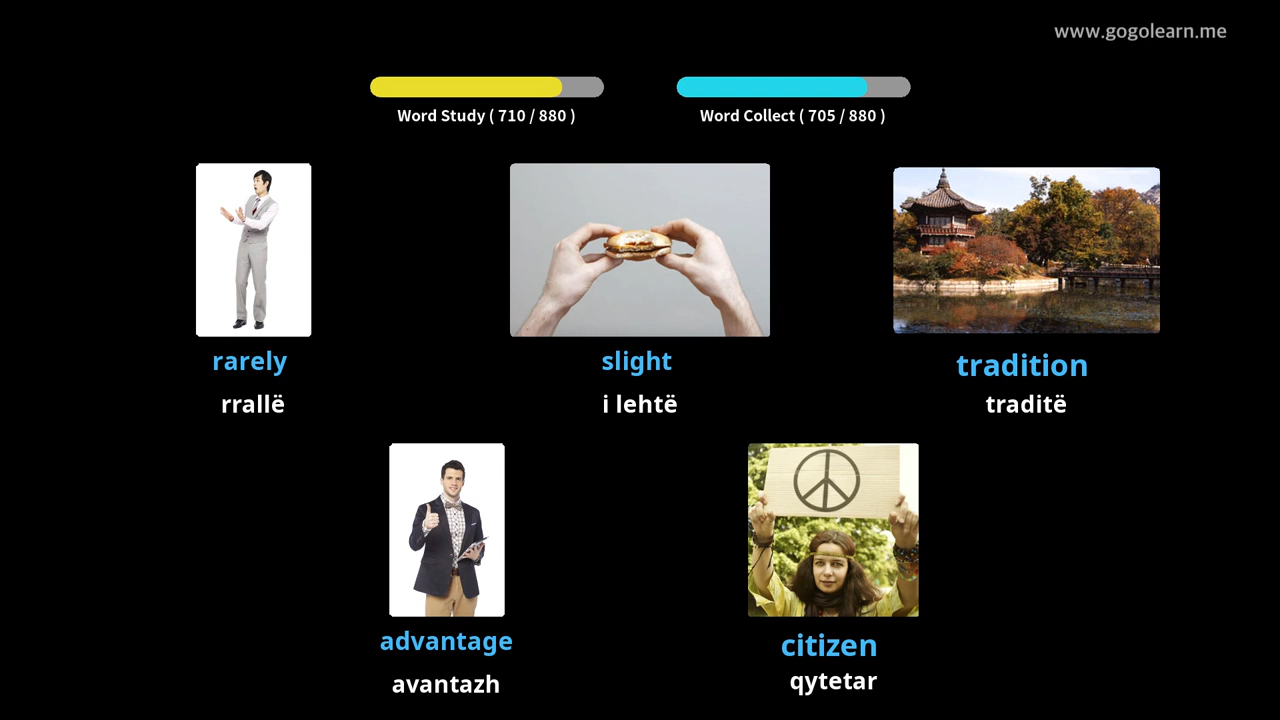 www.gogolearn.me
Word Study ( 710 / 880 )
Word Collect ( 705 / 880 )
rarely
rrallë
slight
i lehtë
tradition
traditë
advantage
avantazh
citizen
qytetar